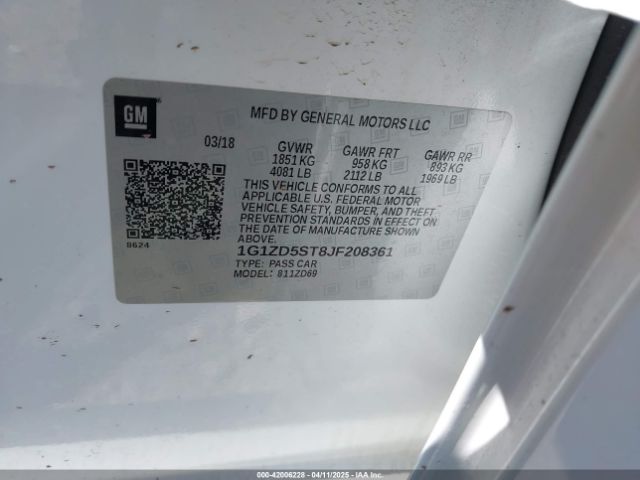 GM
MFD BY GENERAL MOTORS LLC
03/18 GVWR GAWR FRT GAWR RR
1851 KG 958 KG 893 KG
4081 LB 2112 LB 1969 LB
THIS VEHICLE CONFORMS TO ALL
APPLICABLE U.S. FEDERAL MOTOR
VEHICLE SAFETY, BUMPER, AND THEFT
PREVENTION STANDARDS IN EFFECT ON
THE DATE OF MANUFACTURE SHOWN
ABOVE.
8624
1G1ZD5ST8JF208361
TYPE: PASS CAR
MODEL: 811ZD69
000-42006228 - 04/11/2025 - IAAI.COM